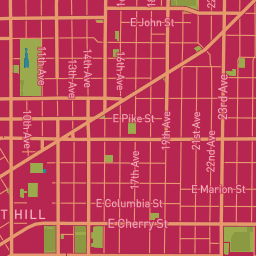 E John St
11th Ave
13th Ave
14th Ave
16th Ave
23rd Ave
10th Ave
E Pike St
19th Ave
21st Ave
22nd Ave
17th Ave
E Marion St
E Columbia St
T HILL
E Cherry St